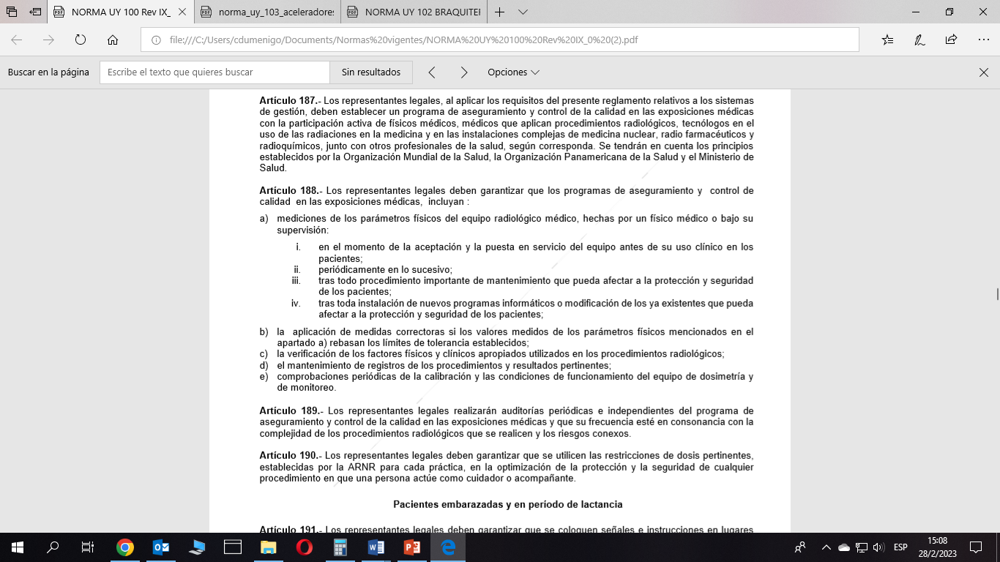 NORMA UY 100 Rev IX_
norma_uy_103_aceleradores
NORMA UY 102 BRAQUITEI
file:///C:/Users/cdumenigo/Documents/Normas%20vigentes/NORMA%20UY%20100%20Rev%20IX_0%20(2).pdf
Buscar en la página
Escribe el texto que quieres buscar
Sin resultados
Opciones
Artículo 187.- Los representantes legales, al aplicar los requisitos del presente reglamento relativos a los sistemas
de gestión, deben establecer un programa de aseguramiento y control de la calidad en las exposiciones médicas
con la participación activa de físicos médicos, médicos que aplican procedimientos radiológicos, tecnólogos en el
uso de las radiaciones en la medicina y en las instalaciones complejas de medicina nuclear, radio farmacéuticos y
radioquímicos, junto con otros profesionales de la salud, según corresponda. Se tendrán en cuenta los principios
establecidos por la Organización Mundial de la Salud, la Organización Panamericana de la Salud y el Ministerio de
Salud.
Artículo 188.- Los representantes legales deben garantizar que los programas de aseguramiento y control de
calidad en las exposiciones médicas, incluyan :
a) mediciones de los parámetros físicos del equipo radiológico médico, hechas por un físico médico o bajo su
supervisión:
i. en el momento de la aceptación y la puesta en servicio del equipo antes de su uso clínico en los
pacientes;
ii. periódicamente en lo sucesivo;
iii. tras todo procedimiento importante de mantenimiento que pueda afectar a la protección y seguridad
de los pacientes;
iv. tras toda instalación de nuevos programas informáticos o modificación de los ya existentes que pueda
afectar a la protección y seguridad de los pacientes;
b) la aplicación de medidas correctoras si los valores medidos de los parámetros físicos mencionados en el
apartado a) rebasan los límites de tolerancia establecidos;
c) la verificación de los factores físicos y clínicos apropiados utilizados en los procedimientos radiológicos;
d) el mantenimiento de registros de los procedimientos y resultados pertinentes;
e) comprobaciones periódicas de la calibración y las condiciones de funcionamiento del equipo de dosimetría y
de monitoreo.
Artículo 189.- Los representantes legales realizarán auditorías periódicas e independientes del programa de
aseguramiento y control de la calidad en las exposiciones médicas y que su frecuencia esté en consonancia con la
complejidad de los procedimientos radiológicos que se realicen y los riesgos conexos.
Artículo 190.- Los representantes legales deben garantizar que se utilicen las restricciones de dosis pertinentes,
establecidas por la ARNR para cada práctica, en la optimización de la protección y la seguridad de cualquier
procedimiento en que una persona actúe como cuidador o acompañante.
Pacientes embarazadas y en período de lactancia
Artículo 191.- Los representantes legales deben garantizar que se coloquen señales e instrucciones en lugares
ESP
15:08
28/2/2023